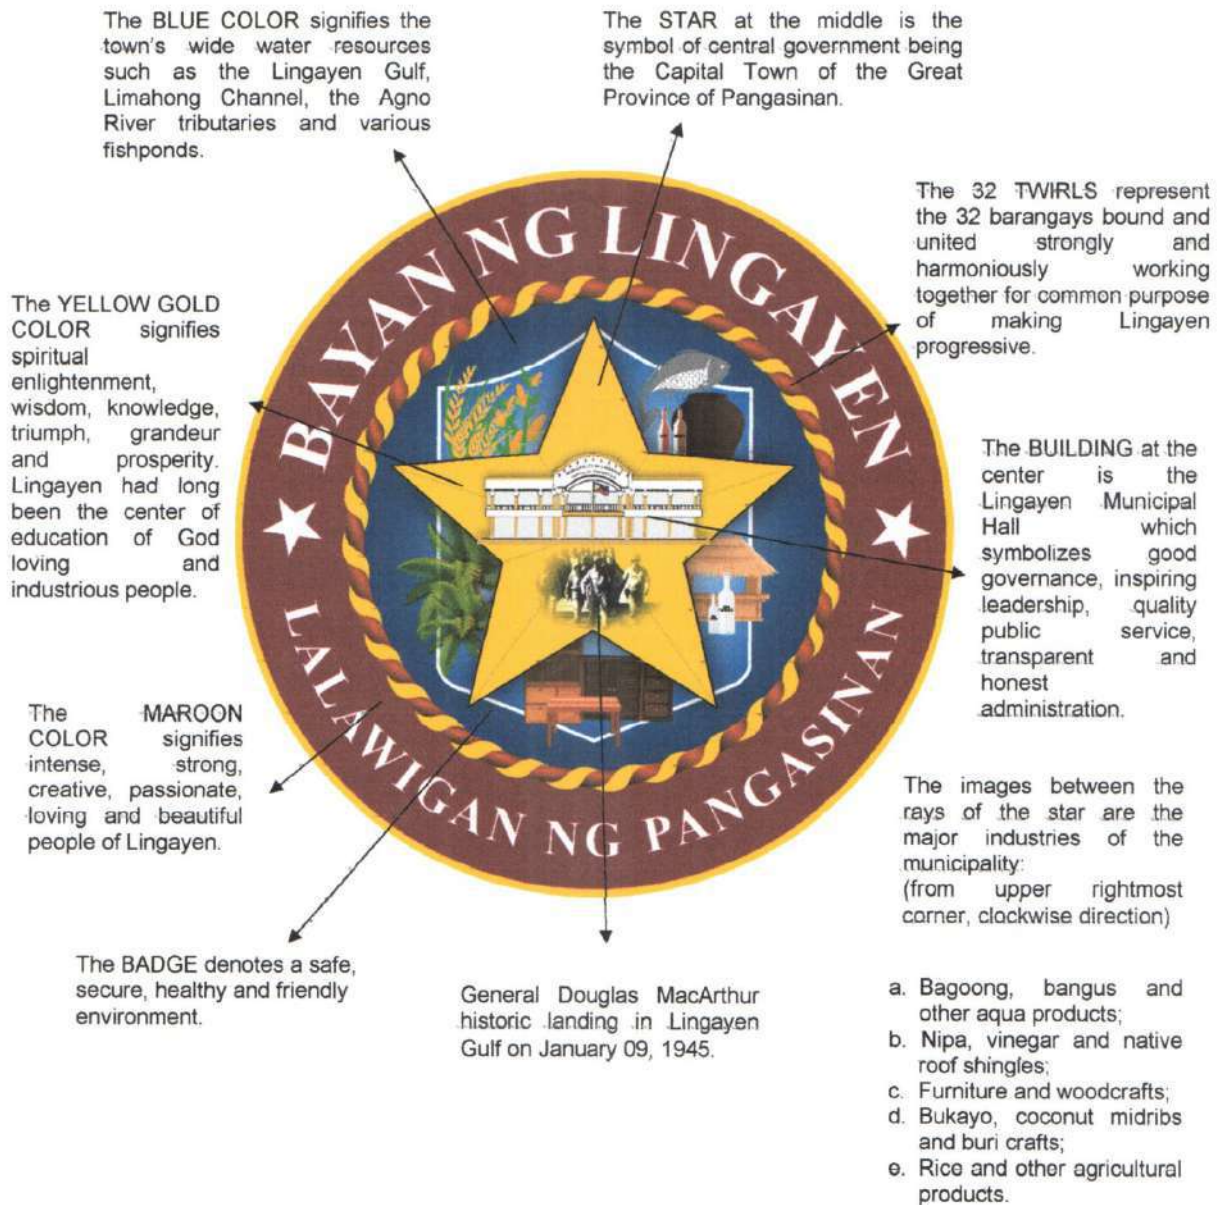 The BLUE COLOR signifies the
town's wide water resources
such as the Lingayen Gulf,
Limahong Channel, the Agno
River tributaries and various
fishponds.
The STAR at the middle is the
symbol of central government being
the Capital Town of the Great
Province of Pangasinan.
The 32 TWIRLS represent
the 32 barangays bound and
united strongly and
harmoniously working
together for common purpose
of making Lingayen
progressive.
The YELLOW GOLD
COLOR signifies
spiritual
enlightenment,
wisdom, knowledge,
triumph, grandeur
and prosperity.
Lingayen had long
been the center of
education of God
loving and
industrious people.
BAYAN NG LINGAYEN
LALAWIGAN NG PANGASINAN
The BUILDING at the
center is the
Lingayen Municipal
Hall which
symbolizes good
governance, inspiring
leadership, quality
public service,
transparent and
honest
administration.
The MAROON
COLOR signifies
intense, strong,
creative, passionate,
loving and beautiful
people of Lingayen.
The BADGE denotes a safe,
secure, healthy and friendly
environment.
General Douglas MacArthur
historic landing in Lingayen
Gulf on January 09, 1945.
The images between the
rays of the star are the
major industries of the
municipality:
(from upper rightmost
corner, clockwise direction)
a. Bagoong, bangus and
other aqua products;
b. Nipa, vinegar and native
roof shingles;
c. Furniture and woodcrafts;
d. Bukayo, coconut midribs
and buri crafts;
e. Rice and other agricultural
products.